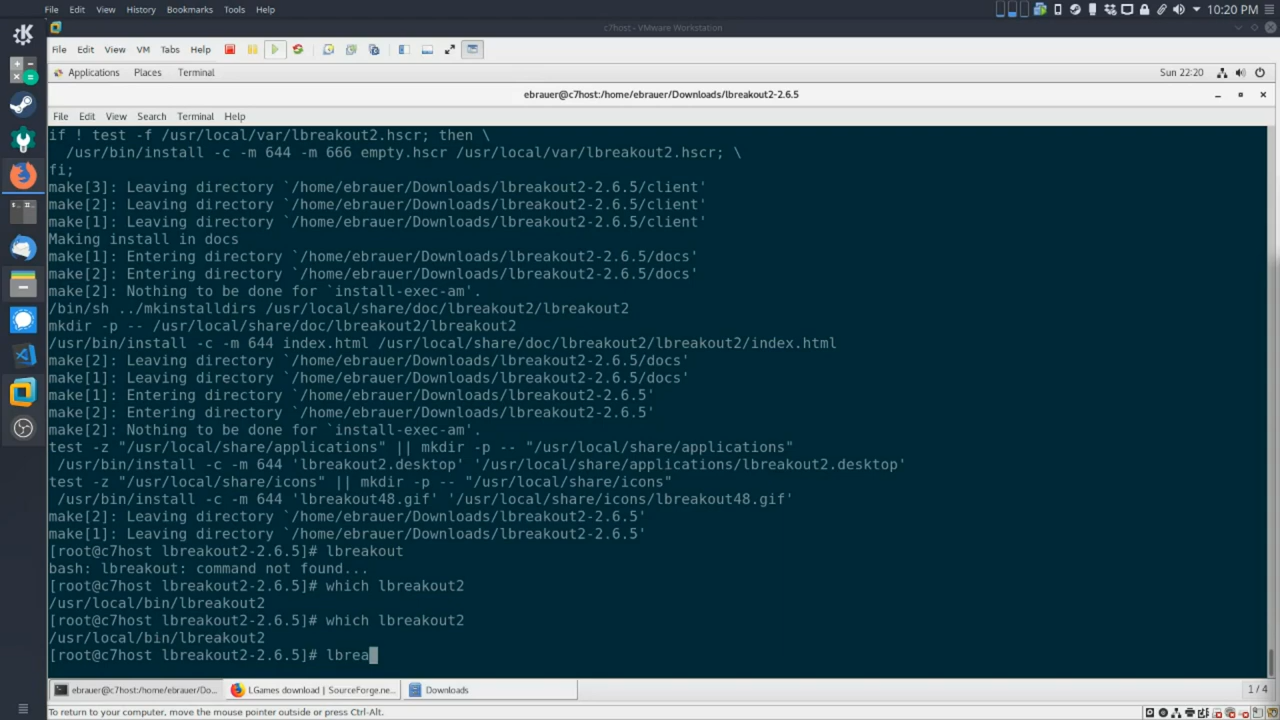 File Edit View History Bookmarks Tools Help 10:20 PM
c7host - VMware Workstation
File Edit View VM Tabs Help
Applications Places Terminal Sun 22:20
ebrauer@c7host:/home/ebrauer/Downloads/lbreakout2-2.6.5
File Edit View Search Terminal Help
if ! test -f /usr/local/var/lbreakout2.hscr; then \
/usr/bin/install -c -m 644 -m 666 empty.hscr /usr/local/var/lbreakout2.hscr; \
fi;
make[3]: Leaving directory `/home/ebrauer/Downloads/lbreakout2-2.6.5/client'
make[2]: Leaving directory `/home/ebrauer/Downloads/lbreakout2-2.6.5/client'
make[1]: Leaving directory `/home/ebrauer/Downloads/lbreakout2-2.6.5/client'
Making install in docs
make[1]: Entering directory `/home/ebrauer/Downloads/lbreakout2-2.6.5/docs'
make[2]: Entering directory `/home/ebrauer/Downloads/lbreakout2-2.6.5/docs'
make[2]: Nothing to be done for `install-exec-am'.
/bin/sh ../mkinstalldirs /usr/local/share/doc/lbreakout2/lbreakout2
mkdir -p -- /usr/local/share/doc/lbreakout2/lbreakout2
/usr/bin/install -c -m 644 index.html /usr/local/share/doc/lbreakout2/lbreakout2/index.html
make[2]: Leaving directory `/home/ebrauer/Downloads/lbreakout2-2.6.5/docs'
make[1]: Leaving directory `/home/ebrauer/Downloads/lbreakout2-2.6.5/docs'
make[1]: Entering directory `/home/ebrauer/Downloads/lbreakout2-2.6.5'
make[2]: Entering directory `/home/ebrauer/Downloads/lbreakout2-2.6.5'
make[2]: Nothing to be done for `install-exec-am'.
test -z "/usr/local/share/applications" || mkdir -p -- "/usr/local/share/applications"
/usr/bin/install -c -m 644 'lbreakout2.desktop' '/usr/local/share/applications/lbreakout2.desktop'
test -z "/usr/local/share/icons" || mkdir -p -- "/usr/local/share/icons"
/usr/bin/install -c -m 644 'lbreakout48.gif' '/usr/local/share/icons/lbreakout48.gif'
make[2]: Leaving directory `/home/ebrauer/Downloads/lbreakout2-2.6.5'
make[1]: Leaving directory `/home/ebrauer/Downloads/lbreakout2-2.6.5'
[root@c7host lbreakout2-2.6.5]# lbreakout
bash: lbreakout: command not found...
[root@c7host lbreakout2-2.6.5]# which lbreakout2
/usr/local/bin/lbreakout2
[root@c7host lbreakout2-2.6.5]# which lbreakout2
/usr/local/bin/lbreakout2
[root@c7host lbreakout2-2.6.5]# lbrea
ebrauer@c7host:/home/ebrauer/Do... LGames download | SourceForge.ne... Downloads 1 / 4
To return to your computer, move the mouse pointer outside or press Ctrl-Alt.